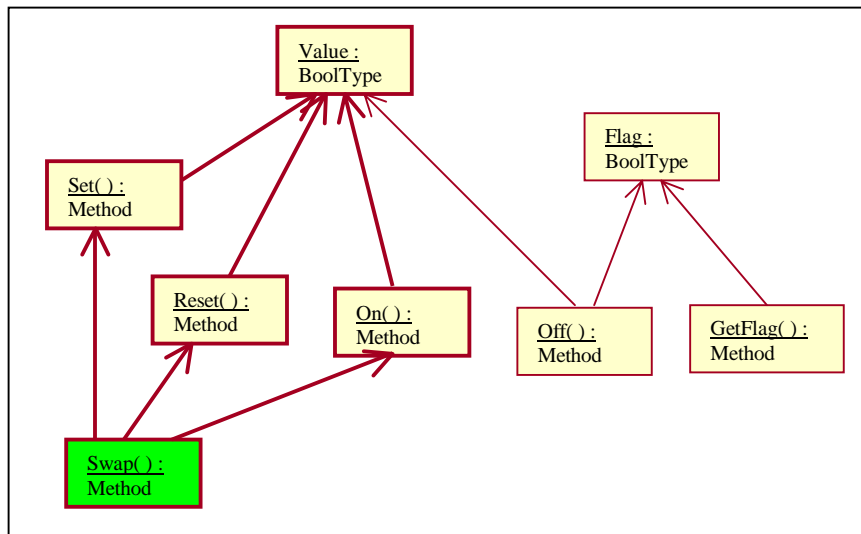 Value :
BoolType
Flag :
BoolType
Set( ) :
Method
Reset( ) :
Method
On( ) :
Method
Off( ) :
Method
GetFlag( ) :
Method
Swap( ) :
Method